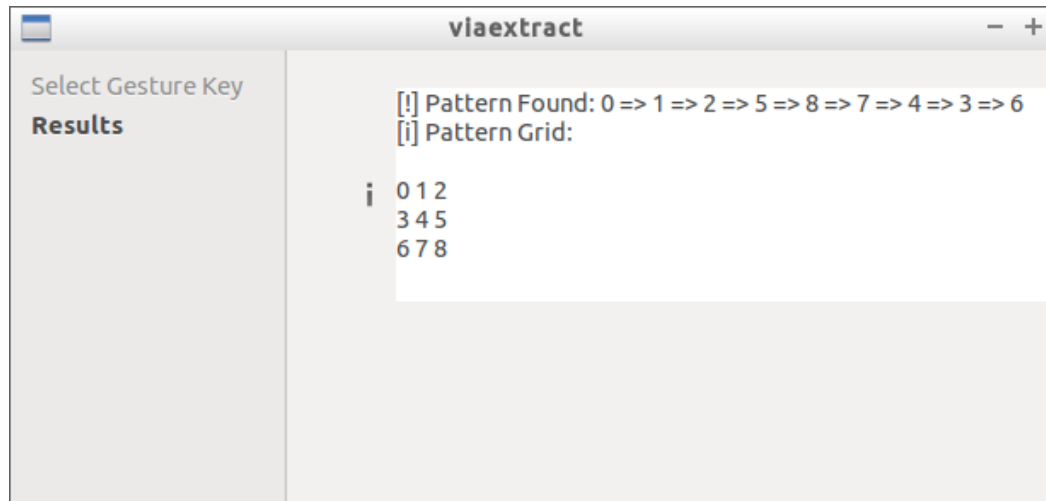 viaextract
Select Gesture Key
Results
[!] Pattern Found: 0 => 1 => 2 => 5 => 8 => 7 => 4 => 3 => 6
[i] Pattern Grid:
0 1 2
3 4 5
6 7 8